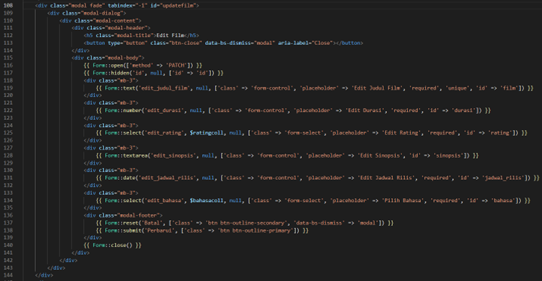 108 <div class="modal fade" tabindex="-1" id="updatefilm">
109 <div class="modal-dialog">
110 <div class="modal-content">
111 <div class="modal-header">
112 <h5 class="modal-title">Edit Film</h5>
113 <button type="button" class="btn-close" data-bs-dismiss="modal" aria-label="Close"></button>
114 </div>
115 <div class="modal-body">
116 {{ Form::open(['method' => 'PATCH']) }}
117 {{ Form::hidden('id', null, ['id' => 'id']) }}
118 <div class="mb-3">
119 {{ Form::text('edit_judul_film', null, ['class' => 'form-control', 'placeholder' => 'Edit Judul Film', 'required', 'unique', 'id' => 'film']) }}
120 </div>
121 <div class="mb-3">
122 {{ Form::number('edit_durasi', null, ['class' => 'form-control', 'placeholder' => 'Edit Durasi', 'required', 'id' => 'durasi']) }}
123 </div>
124 <div class="mb-3">
125 {{ Form::select('edit_rating', $ratingcoll, null, ['class' => 'form-select', 'placeholder' => 'Edit Rating', 'required', 'id' => 'rating']) }}
126 </div>
127 <div class="mb-3">
128 {{ Form::textarea('edit_sinopsis', null, ['class' => 'form-control', 'placeholder' => 'Edit Sinopsis', 'id' => 'sinopsis']) }}
129 </div>
130 <div class="mb-3">
131 {{ Form::date('edit_jadwal_rilis', null, ['class' => 'form-control', 'placeholder' => 'Edit Jadwal Rilis', 'required', 'id' => 'jadwal_rilis']) }}
132 </div>
133 <div class="mb-3">
134 {{ Form::select('edit_bahasa', $bahasacoll, null, ['class' => 'form-select', 'placeholder' => 'Pilih Bahasa', 'required', 'id' => 'bahasa']) }}
135 </div>
136 <div class="modal-footer">
137 {{ Form::reset('Batal', ['class' => 'btn btn-outline-secondary', 'data-bs-dismiss' => 'modal']) }}
138 {{ Form::submit('Perbarui', ['class' => 'btn btn-outline-primary']) }}
139 </div>
140 {{ Form::close() }}
141 </div>
142 </div>
143 </div>
144 </div>